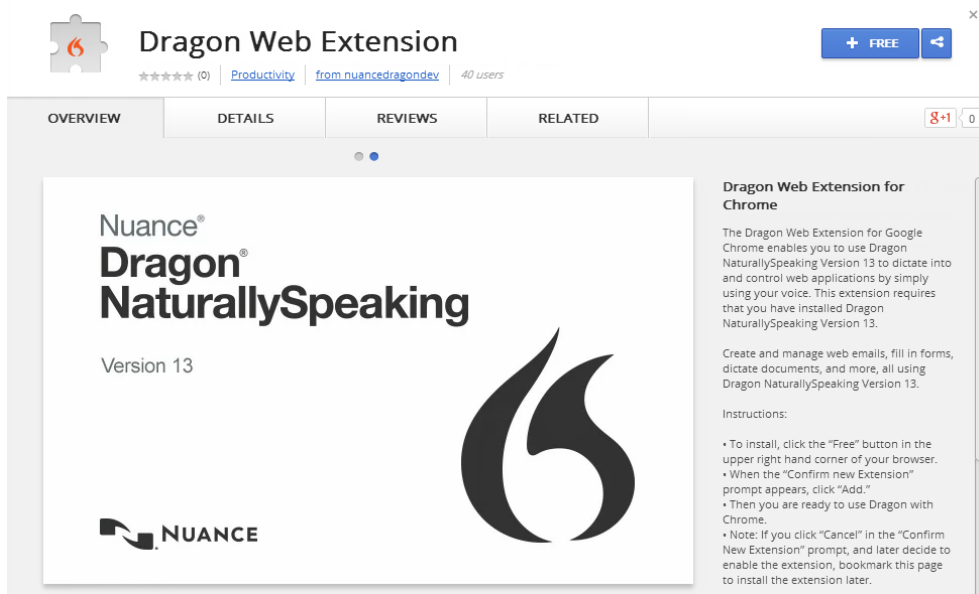 Dragon Web Extension
(0) Productivity from nuancedragondev 40 users
+ FREE
OVERVIEW DETAILS REVIEWS RELATED
g+1 0
Nuance®
Dragon®
NaturallySpeaking
Version 13
NUANCE
Dragon Web Extension for
Chrome
The Dragon Web Extension for Google
Chrome enables you to use Dragon
NaturallySpeaking Version 13 to dictate into
and control web applications by simply
using your voice. This extension requires
that you have installed Dragon
NaturallySpeaking Version 13.
Create and manage web emails, fill in forms,
dictate documents, and more, all using
Dragon NaturallySpeaking Version 13.
Instructions:
• To install, click the “Free” button in the
upper right hand corner of your browser.
• When the “Confirm new Extension”
prompt appears, click “Add.”
• Then you are ready to use Dragon with
Chrome.
• Note: If you click “Cancel” in the “Confirm
New Extension” prompt, and later decide to
enable the extension, bookmark this page
to install the extension later.